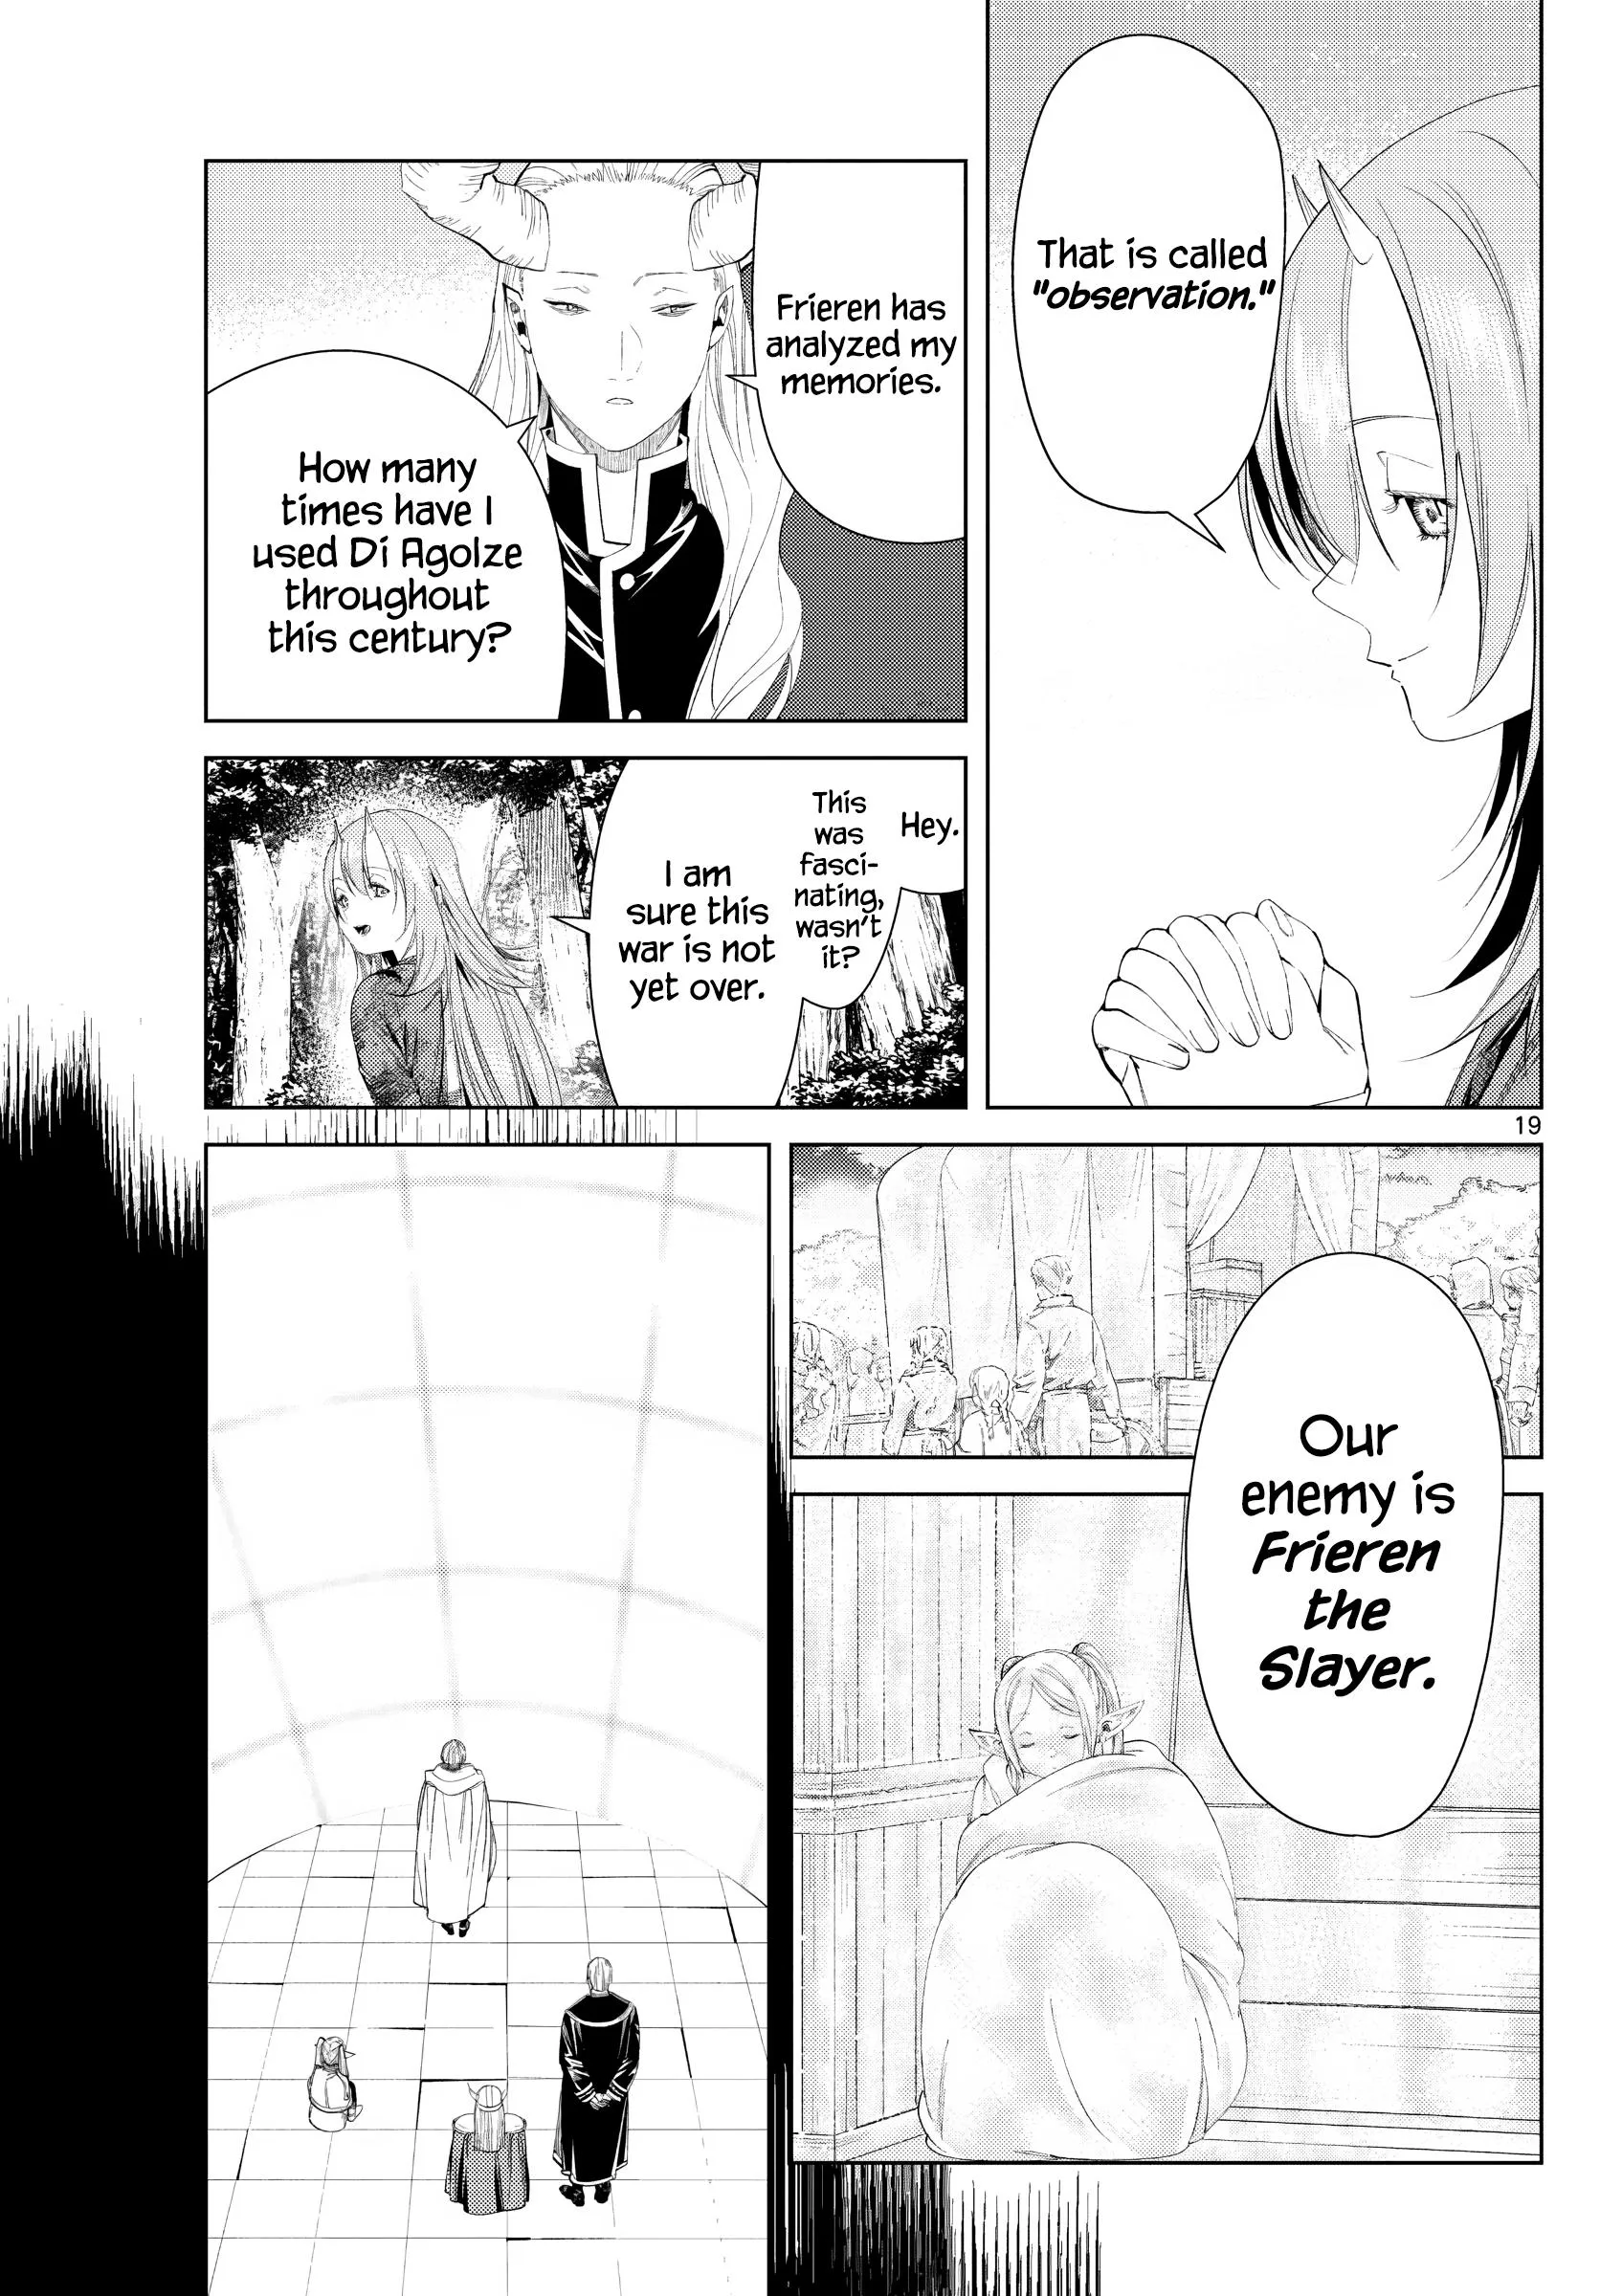 That is called
"observation."
Frieren has
analyzed my
memories.
How many
times have I
used Di Agolze
throughout
this century?
Hey.
This
was
fasci-
nating,
wasn't
it?
I am
sure this
war is not
yet over.
19
Our
enemy is
Frieren
the
Slayer.